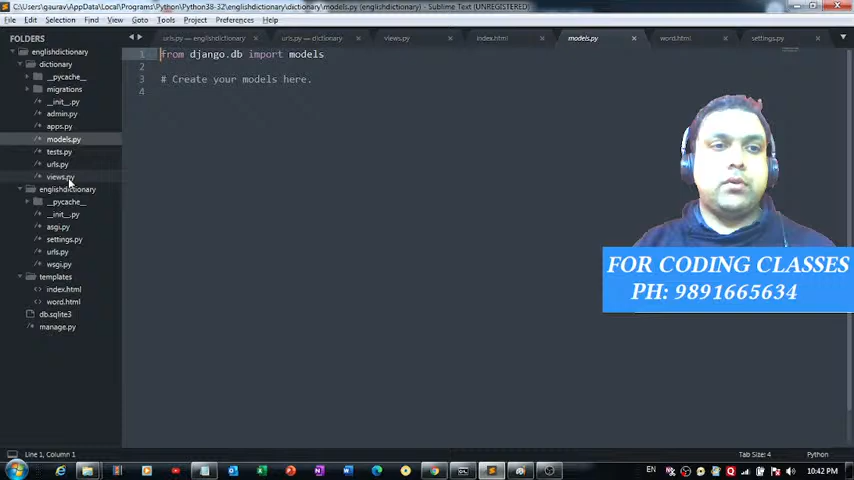 C:\Users\gaurav\AppData\Local\Programs\Python\Python38-32\englishdictionary\dictionary\models.py (englishdictionary) - Sublime Text (UNREGISTERED)
File Edit Selection Find View Goto Tools Project Preferences Help
FOLDERS
urls.py — englishdictionary
urls.py — dictionary
views.py
index.html
models.py
word.html
settings.py
englishdictionary
dictionary
__pycache__
migrations
__init__.py
admin.py
apps.py
models.py
tests.py
urls.py
views.py
englishdictionary
__pycache__
__init__.py
asgi.py
settings.py
urls.py
wsgi.py
templates
index.html
word.html
db.sqlite3
manage.py
1 from django.db import models
2
3 # Create your models here.
4
FOR CODING CLASSES
PH: 9891665634
Line 1, Column 1
Tab Size: 4
Python
EN
10:42 PM